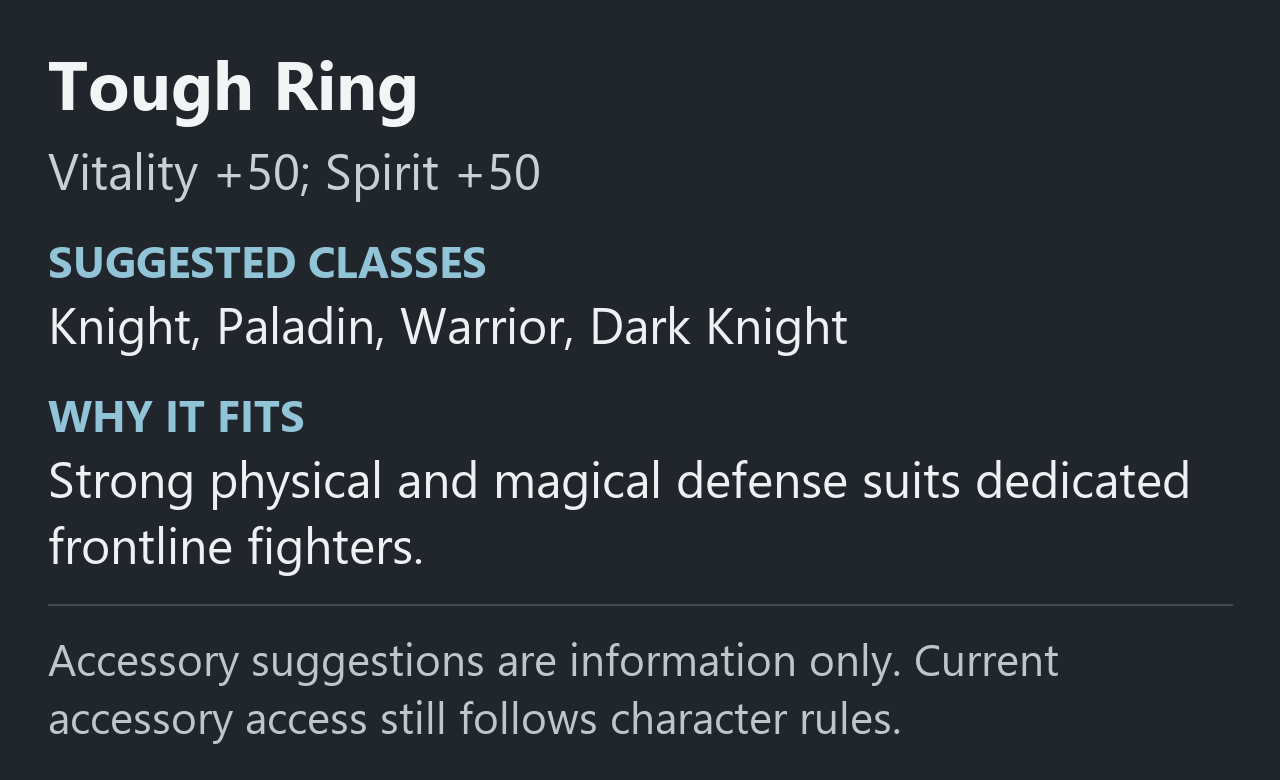 Tough Ring
Vitality +50; Spirit +50
SUGGESTED CLASSES
Knight, Paladin, Warrior, Dark Knight
WHY IT FITS
Strong physical and magical defense suits dedicated
frontline fighters.
Accessory suggestions are information only. Current
accessory access still follows character rules.